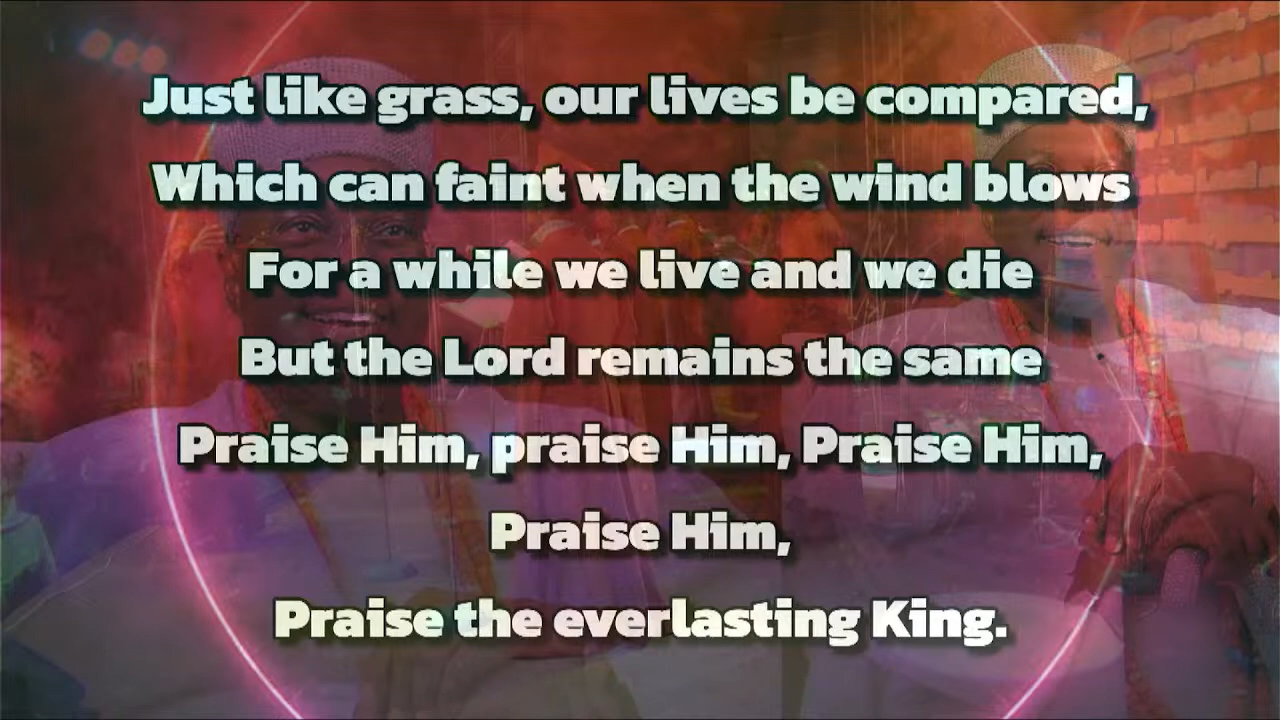 Just like grass, our lives be compared,
Which can faint when the wind blows
For a while we live and we die
But the Lord remains the same
Praise Him, praise Him, Praise Him,
Praise Him,
Praise the everlasting King.